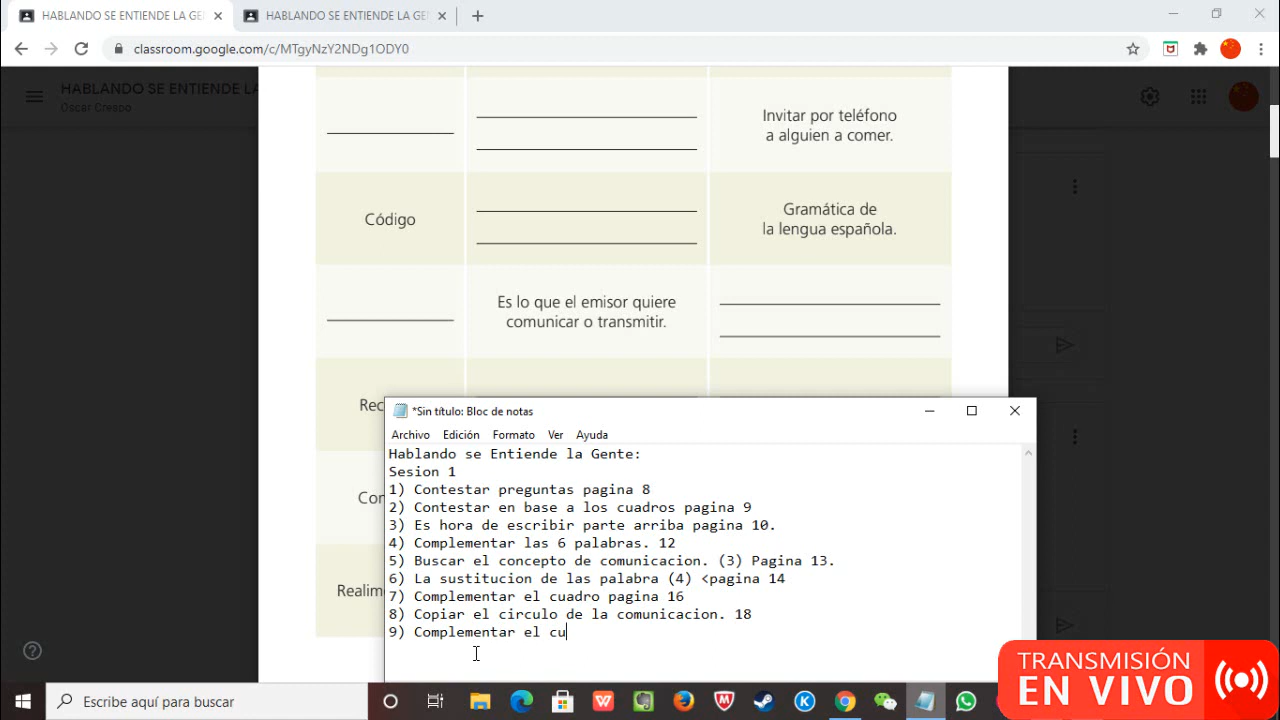 HABLANDO SE ENTIENDE LA GE
HABLANDO SE ENTIENDE LA GE
classroom.google.com/c/MTgyNzY2NDg1ODY0
HABLANDO SE ENTIENDE LA
Oscar Crespo
Invitar por teléfono
a alguien a comer.
Código
Gramática de
la lengua española.
Es lo que el emisor quiere
comunicar o transmitir.
Rec
Con
Realim
*Sin título: Bloc de notas
Archivo Edición Formato Ver Ayuda
Hablando se Entiende la Gente:
Sesion 1
1) Contestar preguntas pagina 8
2) Contestar en base a los cuadros pagina 9
3) Es hora de escribir parte arriba pagina 10.
4) Complementar las 6 palabras. 12
5) Buscar el concepto de comunicacion. (3) Pagina 13.
6) La sustitucion de las palabra (4) <pagina 14
7) Complementar el cuadro pagina 16
8) Copiar el circulo de la comunicacion. 18
9) Complementar el cu
TRANSMISIÓN
EN VIVO
Escribe aquí para buscar